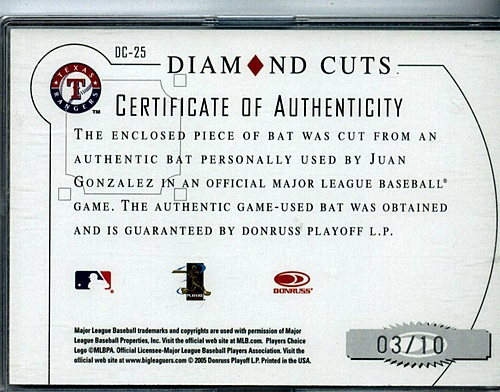 DC-25
DIAMOND CUTS
TEXAS
T
RANGERS
™
CERTIFICATE OF AUTHENTICITY
THE ENCLOSED PIECE OF BAT WAS CUT FROM AN
AUTHENTIC BAT PERSONALLY USED BY JUAN
GONZALEZ IN AN OFFICIAL MAJOR LEAGUE BASEBALL®
GAME. THE AUTHENTIC GAME-USED BAT WAS OBTAINED
AND IS GUARANTEED BY DONRUSS PLAYOFF L.P.
PLAYERS
DONRUSS®
Major League Baseball trademarks and copyrights are used with permission of Major
League Baseball Properties, Inc. Visit the official web site at MLB.com. Players Choice
Logo ©MLBPA. Official Licensee-Major League Baseball Players Association. Visit the
official web site at www.bigleaguers.com © 2005 Donruss Playoff L.P. Printed in the USA.
03/10